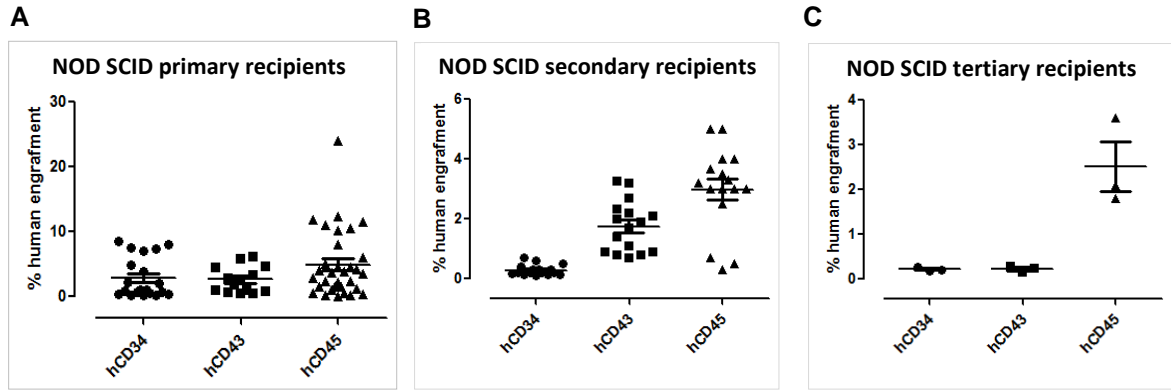 A
B
C
NOD SCID primary recipients
% human engrafment
30
20
10
0
hCD34
hCD43
hCD45
NOD SCID secondary recipients
% human engrafment
6
4
2
0
hCD34
hCD43
hCD45
NOD SCID tertiary recipients
% human engrafment
4
3
2
1
0
hCD34
hCD43
hCD45